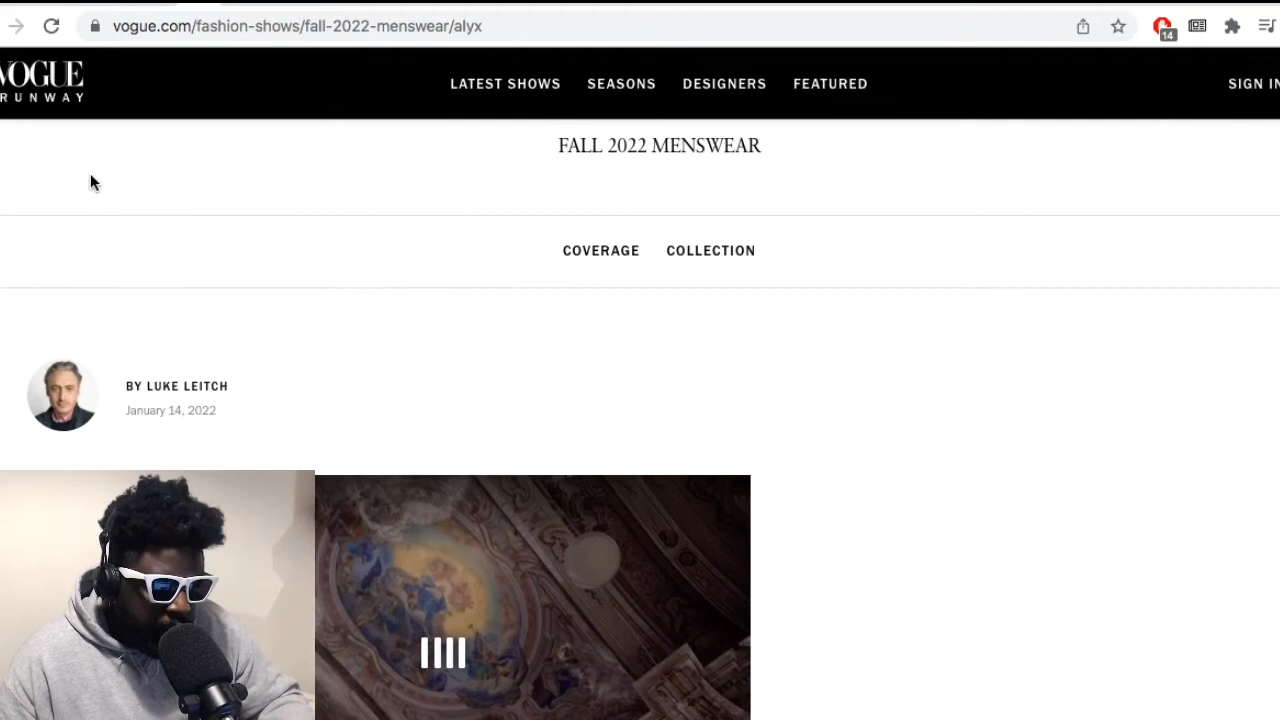 vogue.com/fashion-shows/fall-2022-menswear/alyx
14
VOGUE
RUNWAY
LATEST SHOWS SEASONS DESIGNERS FEATURED
SIGN IN
FALL 2022 MENSWEAR
COVERAGE COLLECTION
BY LUKE LEITCH
January 14, 2022